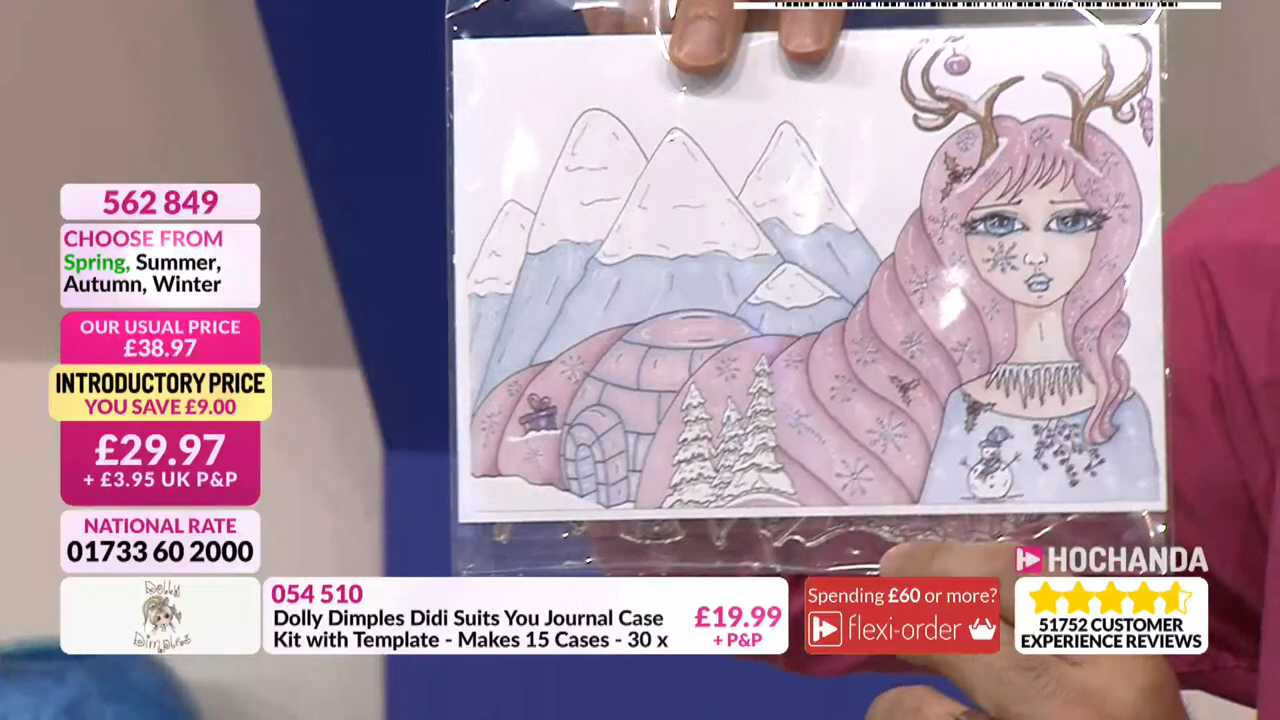 562 849
CHOOSE FROM
Spring, Summer,
Autumn, Winter
OUR USUAL PRICE
£38.97
INTRODUCTORY PRICE
YOU SAVE £9.00
£29.97
+ £3.95 UK P&P
NATIONAL RATE
01733 60 2000
Dolly
Dimples
054 510
Dolly Dimples Didi Suits You Journal Case
Kit with Template - Makes 15 Cases - 30 x
£19.99
+ P&P
Spending £60 or more?
flexi-order
HOCHANDA
51752 CUSTOMER
EXPERIENCE REVIEWS